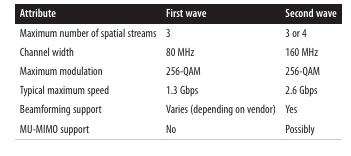 Attribute First wave Second wave
Maximum number of spatial streams 3 3 or 4
Channel width 80 MHz 160 MHz
Maximum modulation 256-QAM 256-QAM
Typical maximum speed 1.3 Gbps 2.6 Gbps
Beamforming support Varies (depending on vendor) Yes
MU-MIMO support No Possibly